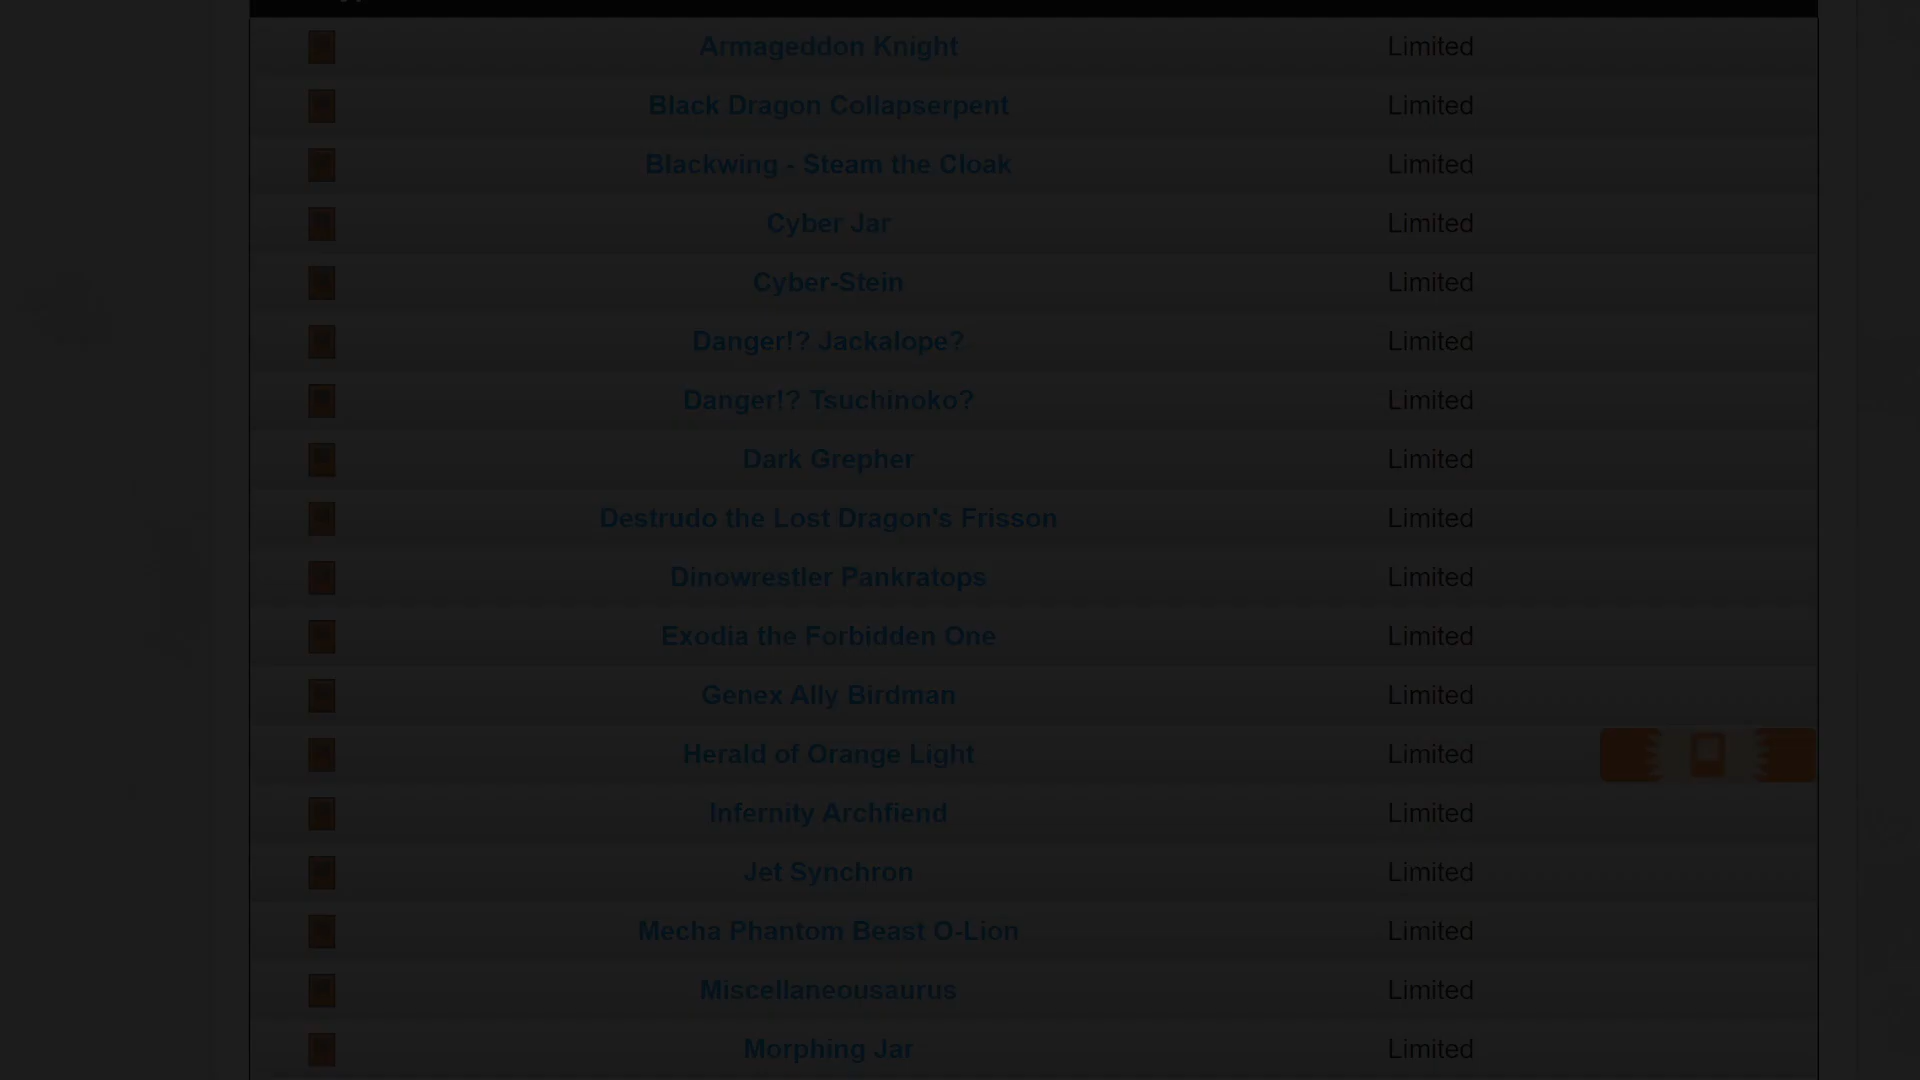 Armageddon Knight Limited
Black Dragon Collapserpent Limited
Blackwing - Steam the Cloak Limited
Cyber Jar Limited
Cyber-Stein Limited
Danger!? Jackalope? Limited
Danger!? Tsuchinoko? Limited
Dark Grepher Limited
Destrudo the Lost Dragon's Frisson Limited
Dinowrestler Pankratops Limited
Exodia the Forbidden One Limited
Genex Ally Birdman Limited
Herald of Orange Light Limited
Infernity Archfiend Limited
Jet Synchron Limited
Mecha Phantom Beast O-Lion Limited
Miscellaneousaurus Limited
Morphing Jar Limited